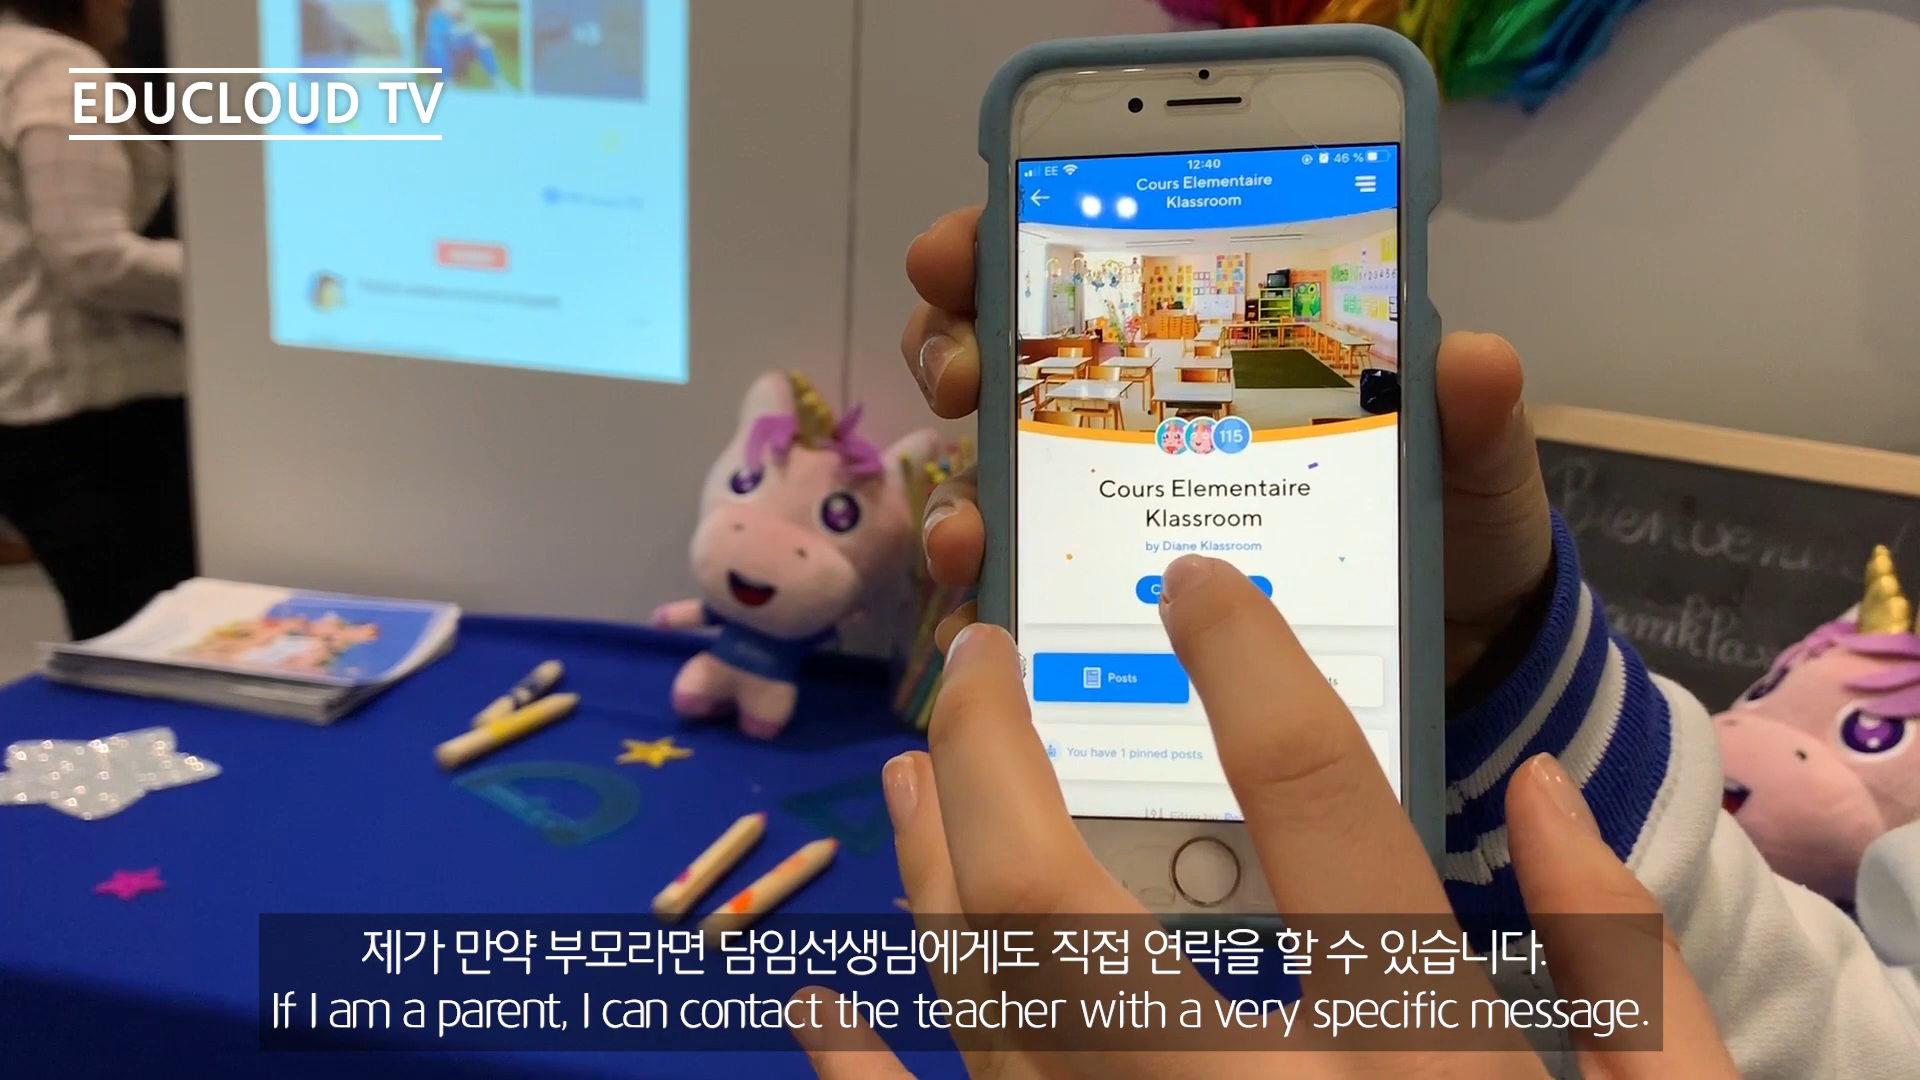 EDUCLOUD TV
EE
12:40
46 %
Cours Elementaire
Klassroom
115
Cours Elementaire
Klassroom
by Diane Klassroom
Posts
You have 1 pinned posts
Filter by
제가 만약 부모라면 담임선생님에게도 직접 연락을 할 수 있습니다.
If I am a parent, I can contact the teacher with a very specific message.